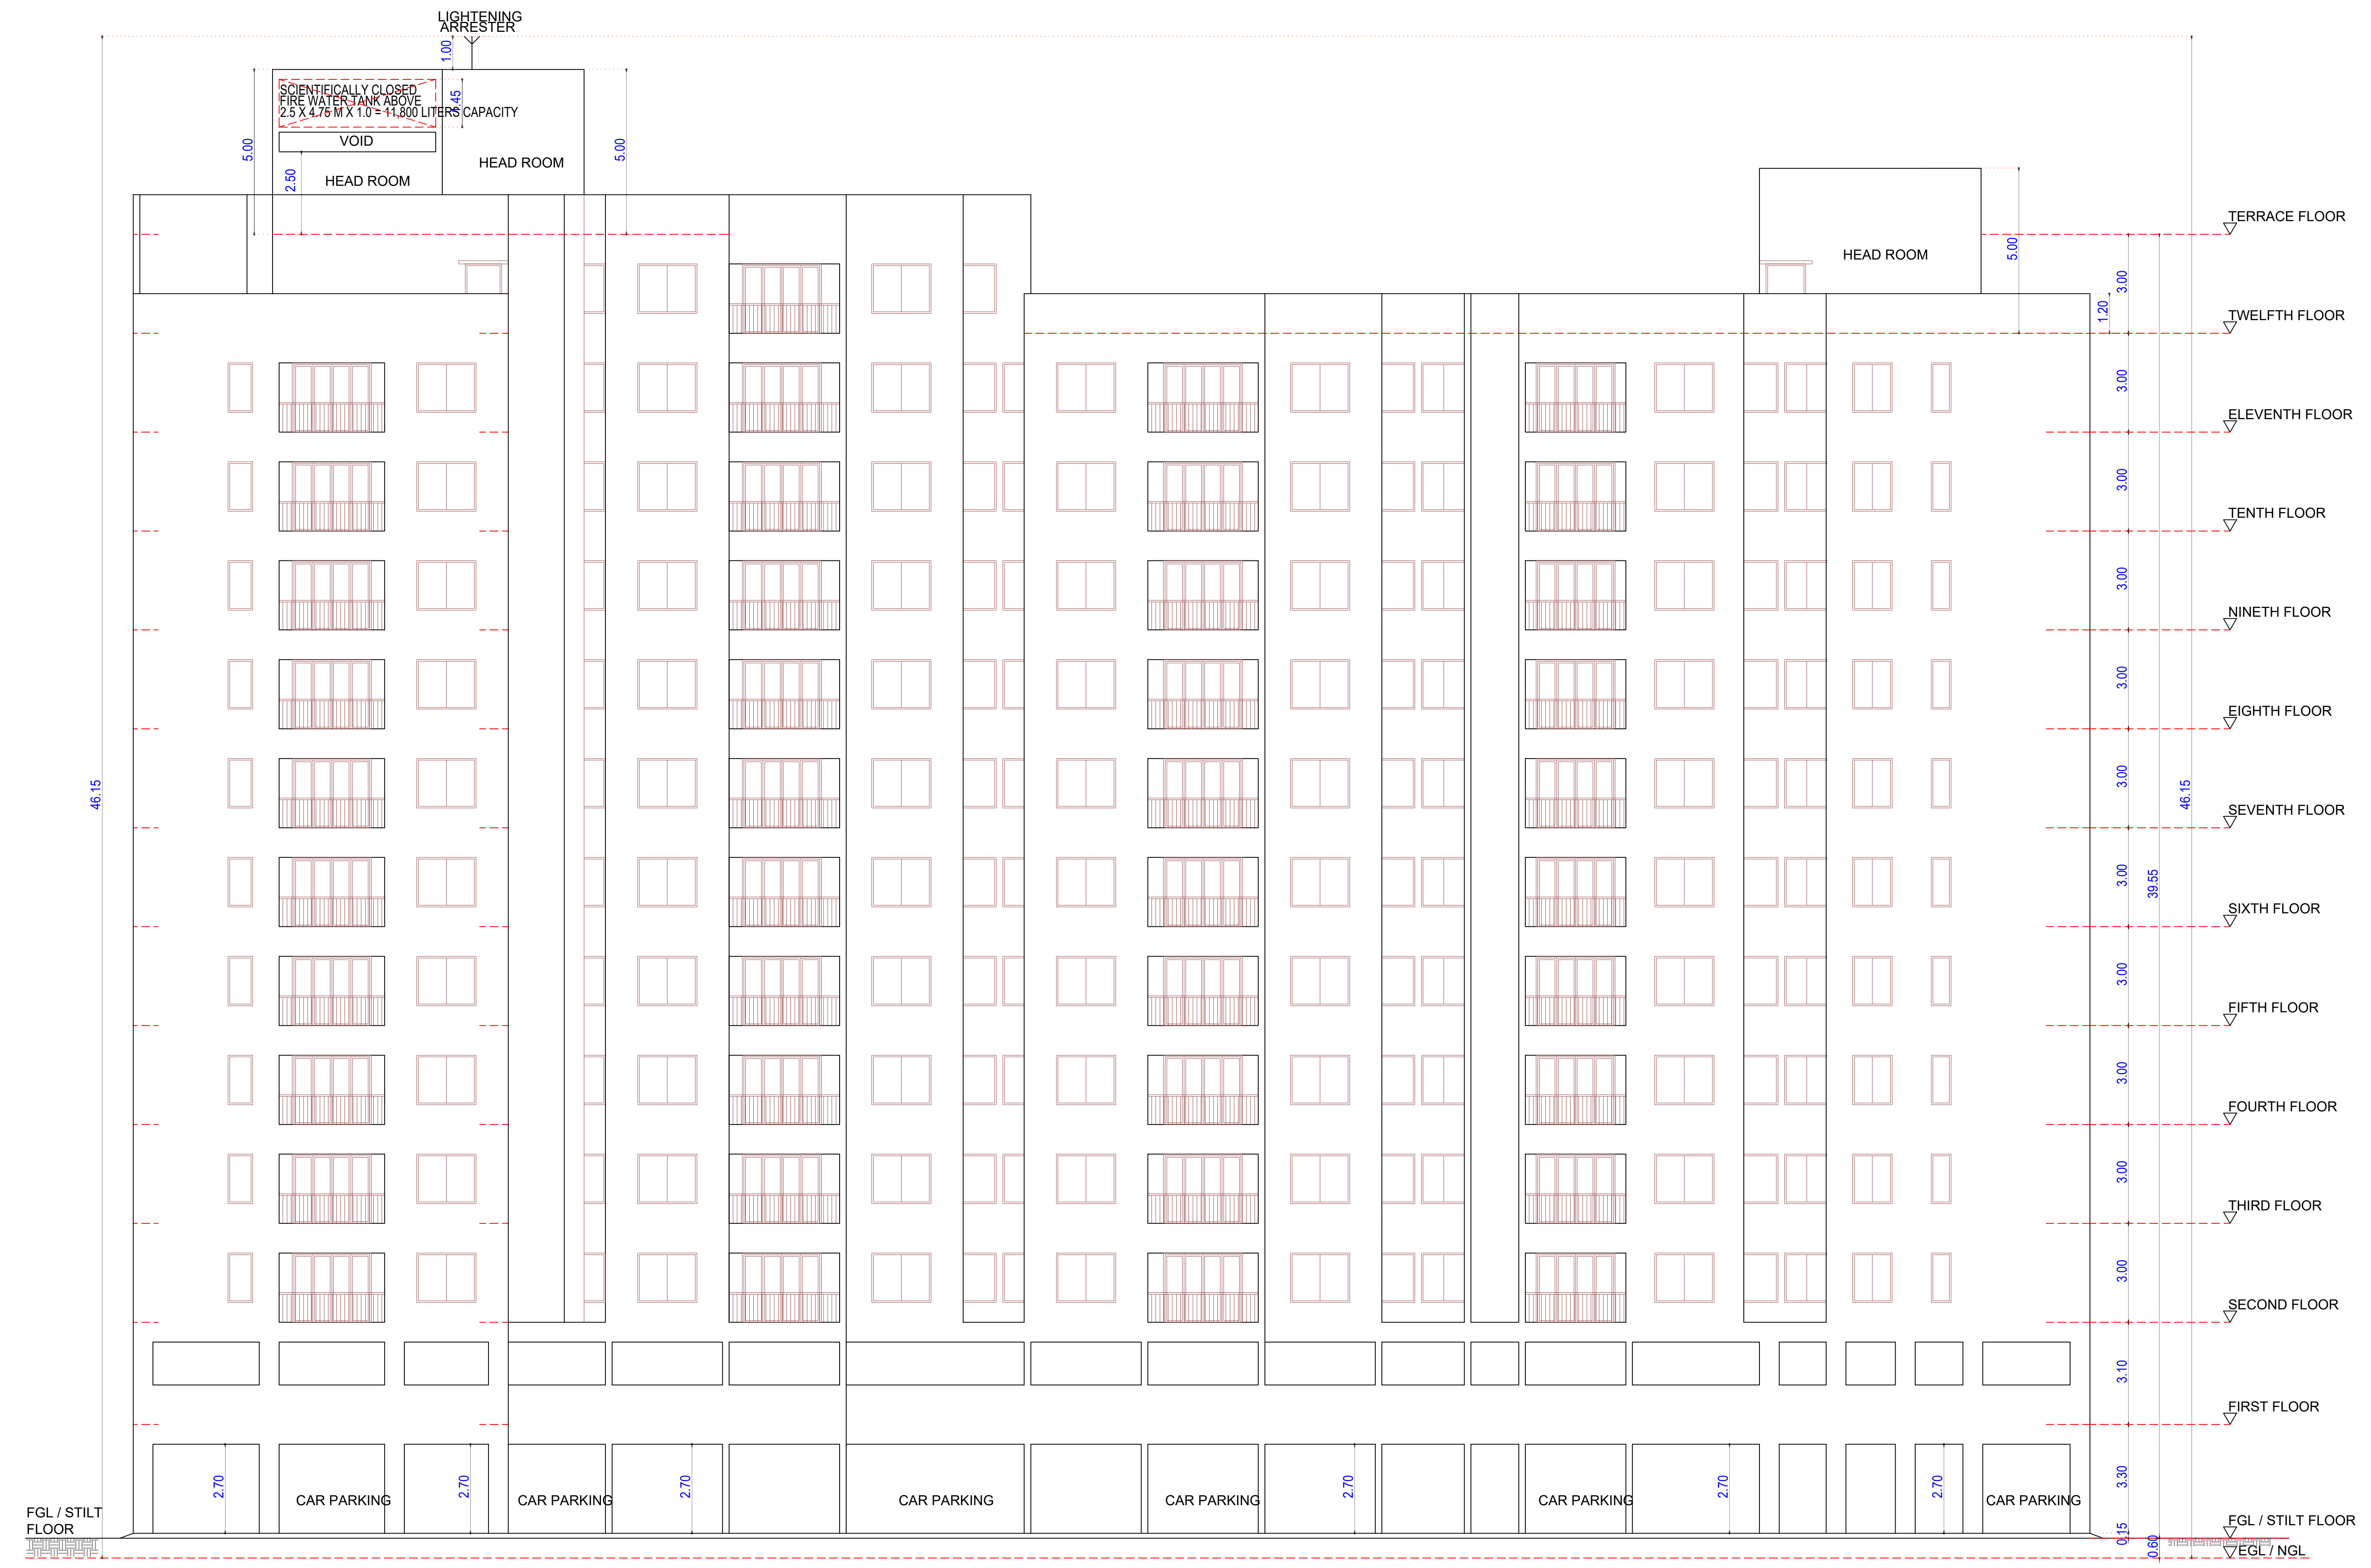 LIGHTENING
ARRESTER
1.00
SCIENTIFICALLY CLOSED
FIRE WATER TANK ABOVE
2.5 X 4.75 M X 1.0 = 11,800 LITERS CAPACITY
VOID
5.00
2.50
5.00
HEAD ROOM
HEAD ROOM
HEAD ROOM
5.00
1.20
TERRACE FLOOR
3.00
TWELFTH FLOOR
3.00
ELEVENTH FLOOR
3.00
TENTH FLOOR
3.00
NINETH FLOOR
3.00
EIGHTH FLOOR
3.00
SEVENTH FLOOR
3.00
SIXTH FLOOR
3.00
FIFTH FLOOR
3.00
FOURTH FLOOR
3.00
THIRD FLOOR
3.00
SECOND FLOOR
3.10
FIRST FLOOR
3.30
46.15
46.15
39.55
2.70
2.70
2.70
2.70
2.70
2.70
CAR PARKING
CAR PARKING
CAR PARKING
CAR PARKING
CAR PARKING
CAR PARKING
FGL / STILT
FLOOR
FGL / STILT FLOOR
0.15
0.60
EGL / NGL